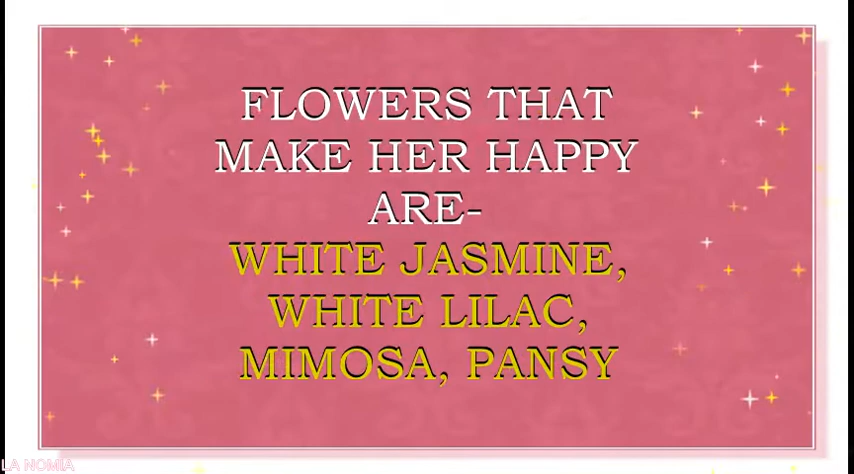 FLOWERS THAT
MAKE HER HAPPY
ARE-
WHITE JASMINE,
WHITE LILAC,
MIMOSA, PANSY
LA NOMIA